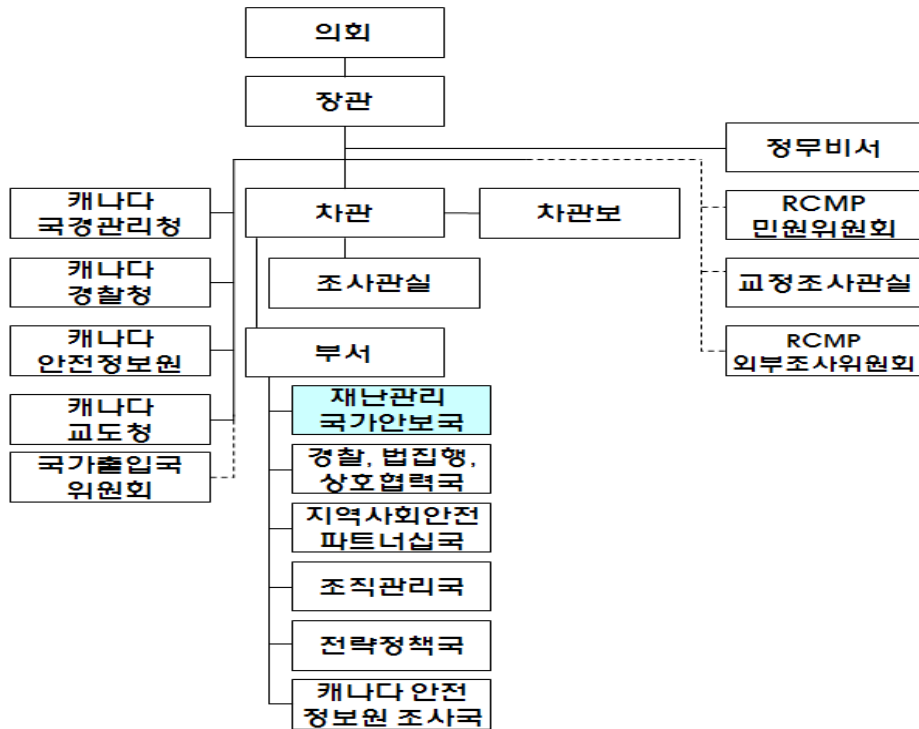 의회
장관
정무비서
캐나다
국경관리청
차관
차관보
RCMP
민원위원회
캐나다
경찰청
조사관실
교정조사관실
캐나다
안전정보원
부서
RCMP
외부조사위원회
캐나다
교도청
재난관리
국가안보국
국가출입국
위원회
경찰, 법집행,
상호협력국
지역사회안전
파트너십국
조직관리국
전략정책국
캐나다 안전
정보원 조사국